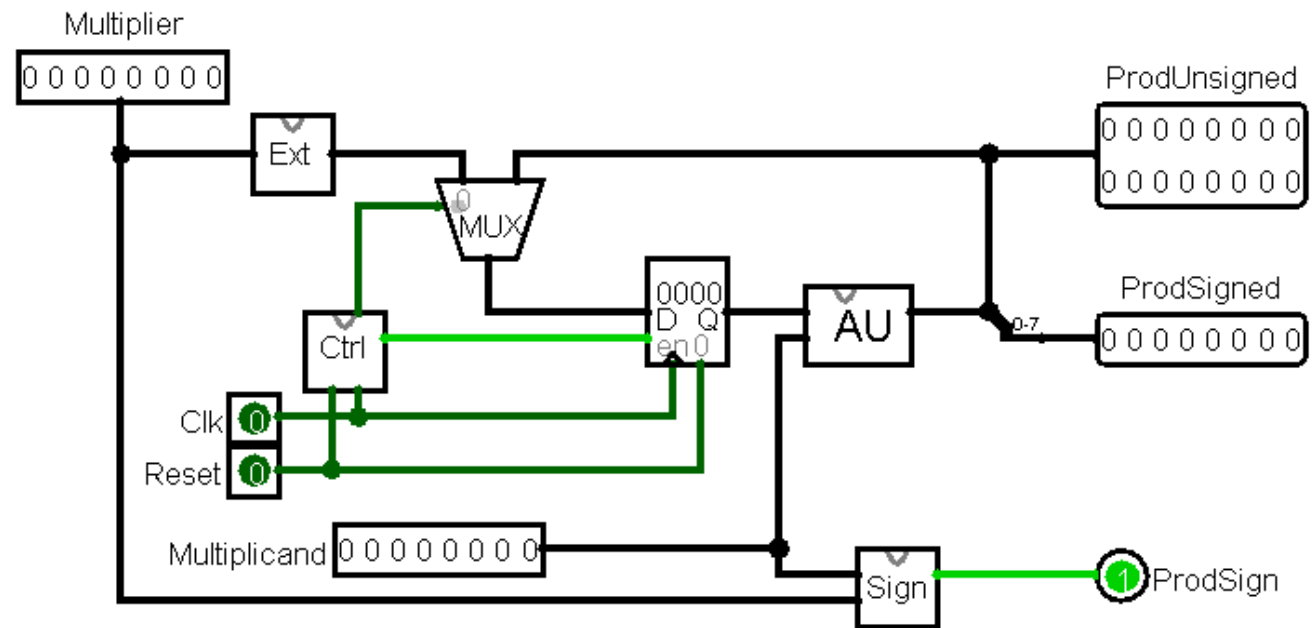 Multiplier
0 0 0 0 0 0 0 0
Ext
0
MUX
ProdUnsigned
0 0 0 0 0 0 0 0
0 0 0 0 0 0 0 0
0000
D Q
en 0
AU
0-7
ProdSigned
0 0 0 0 0 0 0 0
Ctrl
Clk 0
Reset 0
Multiplicand 0 0 0 0 0 0 0 0
Sign
1 ProdSign